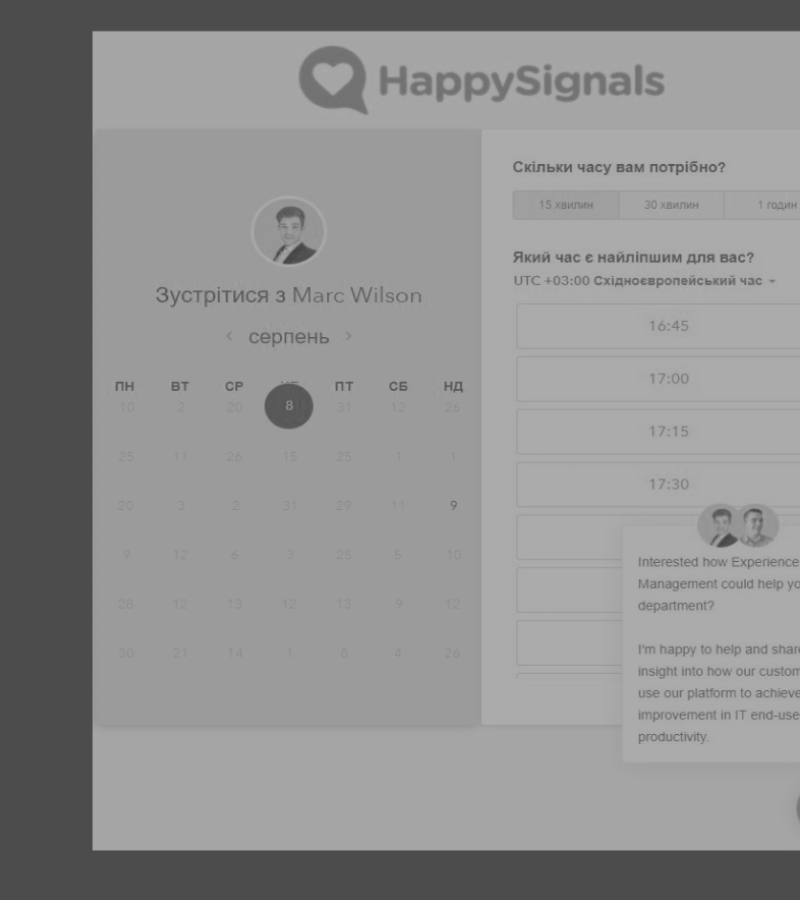 HappySignals
Зустрітися з Marc Wilson
серпень
ПН ВТ СР ПТ СБ НД
10 2 20 8 31 12 26
25 11 26 15 25 1 1
20 3 2 31 29 11 9
9 12 6 3 25 5 10
28 12 13 12 13 9 12
30 21 14 1 8 4 26
Скільки часу вам потрібно?
15 хвилин 30 хвилин 1 годин
Який час є найліпшим для вас?
UTC +03:00 Східноєвропейський час
16:45
17:00
17:15
17:30
Interested how Experience
Management could help yo
department?
I'm happy to help and share
insight into how our custom
use our platform to achieve
improvement in IT end-use
productivity.